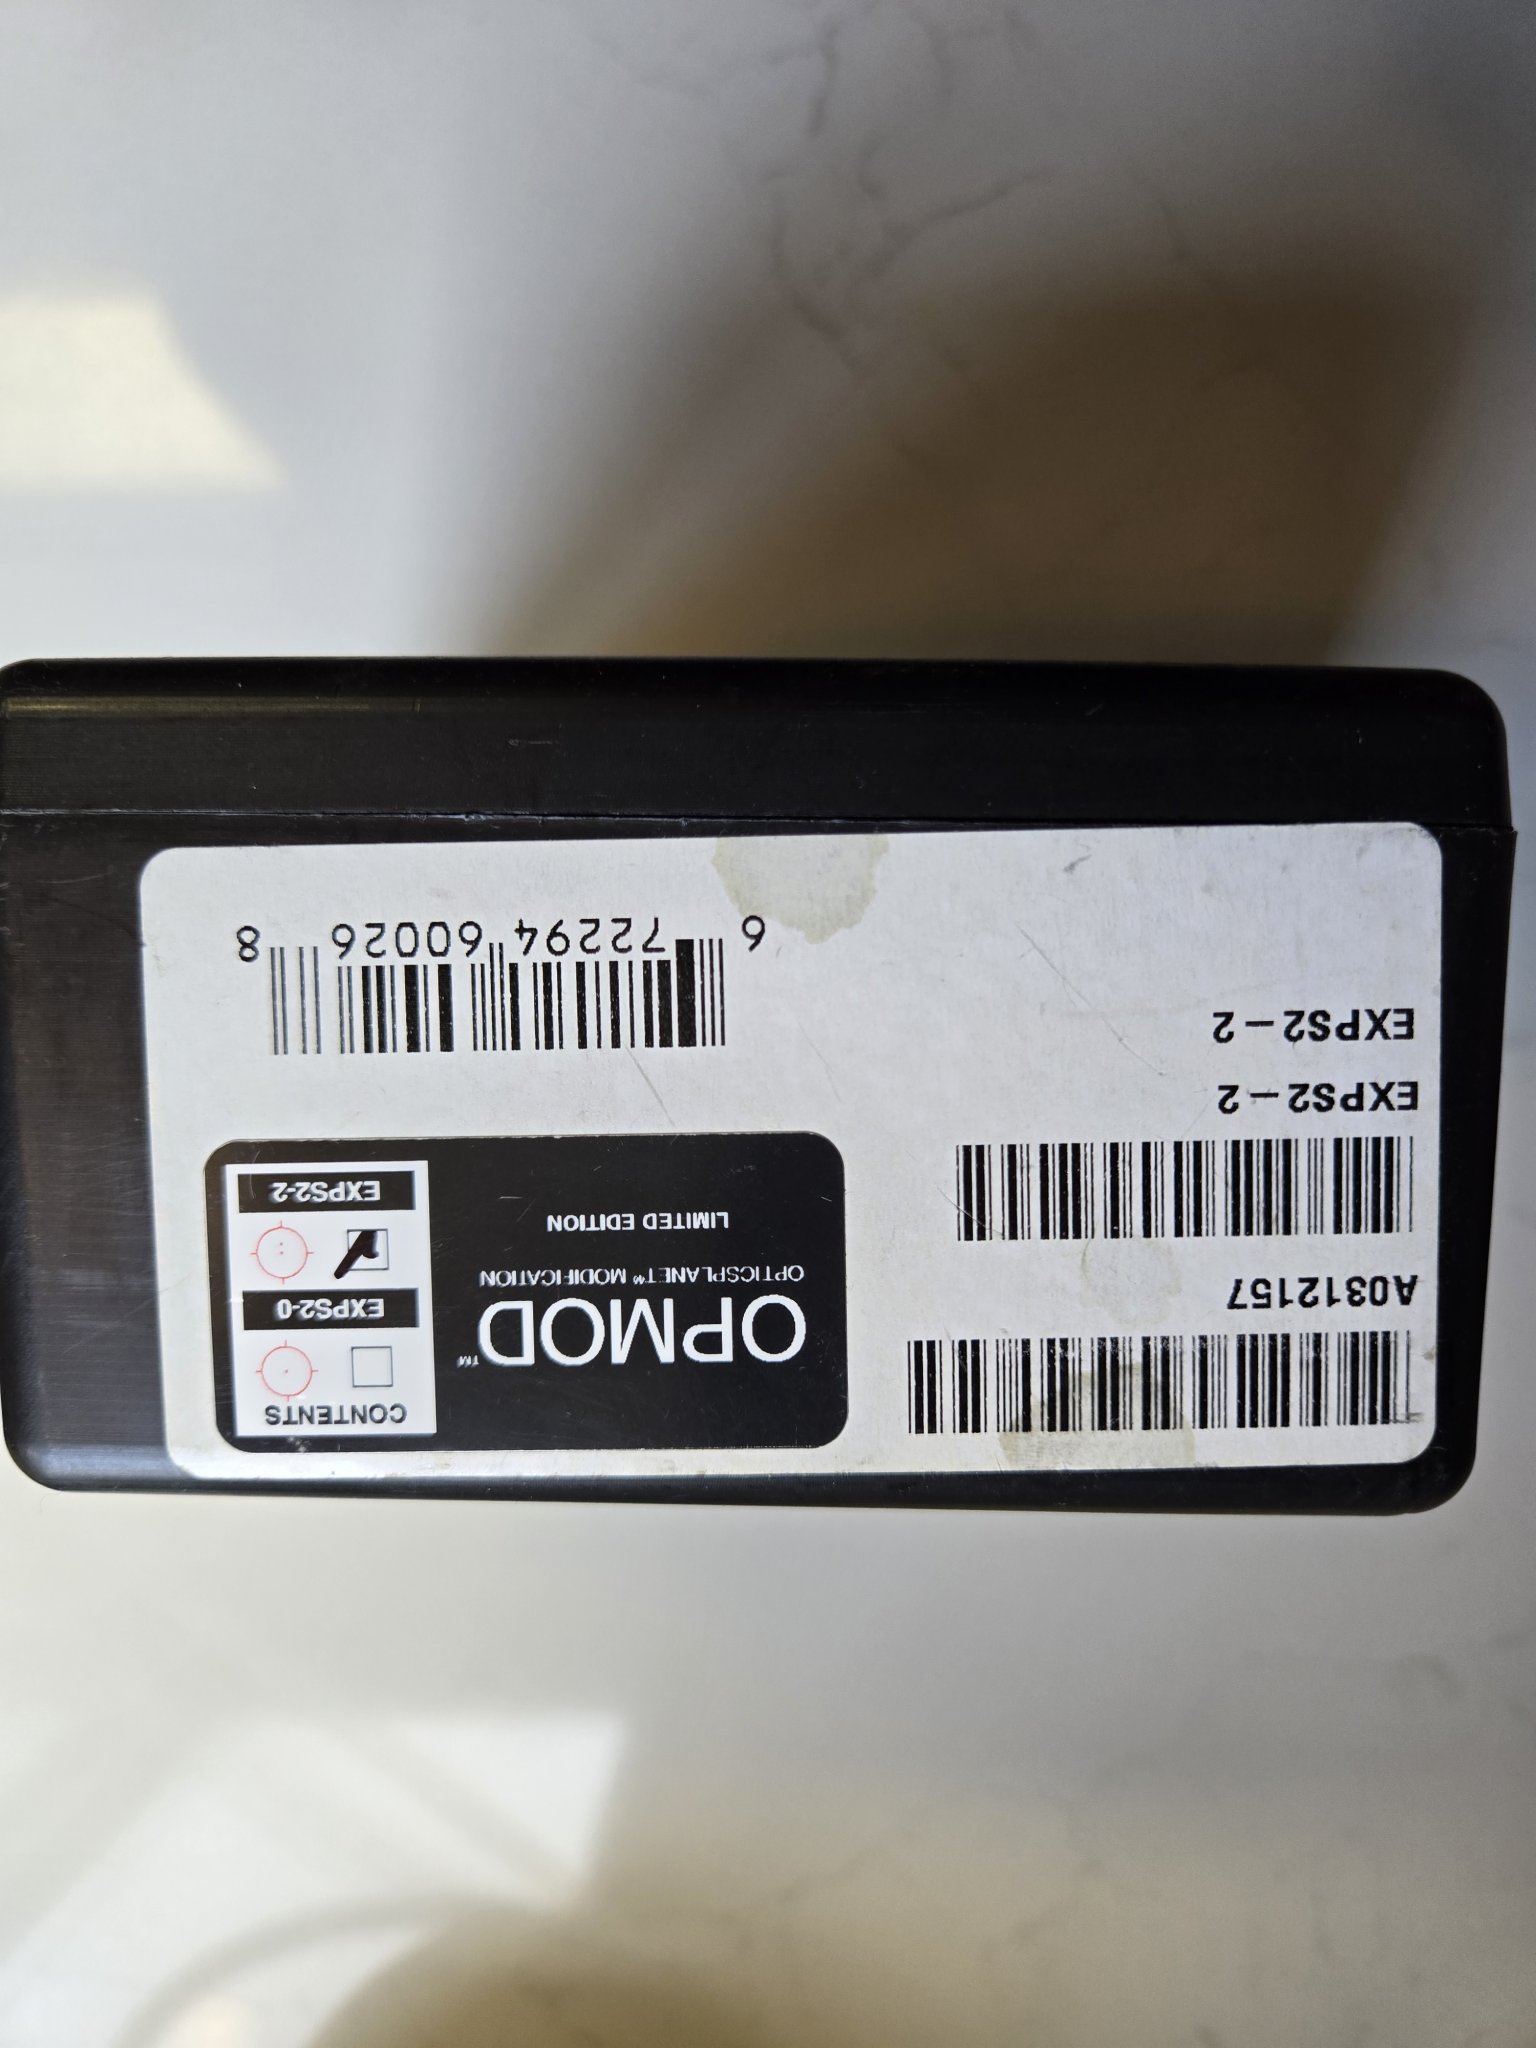 A0312157
EXPS2-2
EXPS2-2
OPMOD™
OPTICSPLANET™ MODIFICATION
LIMITED EDITION
CONTENTS
EXPS2-0
EXPS2-2
6 72294 60026 8